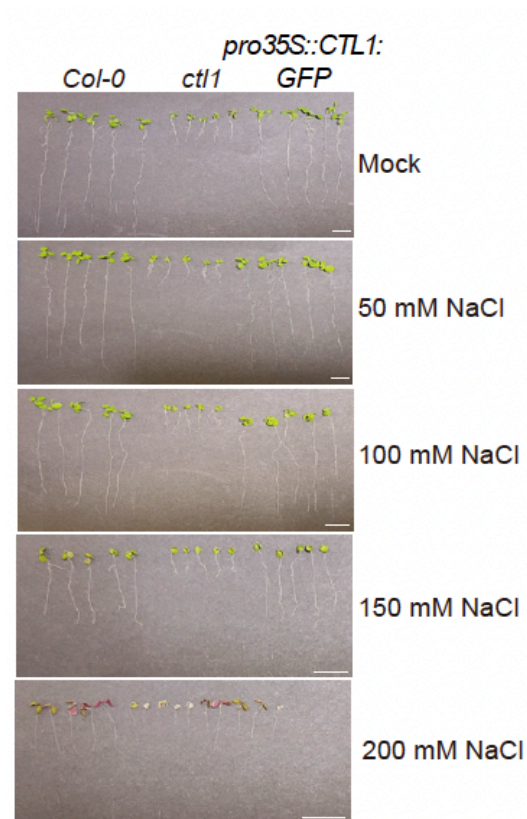 pro35S::CTL1:
Col-0 ctl1 GFP
Mock
50 mM NaCl
100 mM NaCl
150 mM NaCl
200 mM NaCl